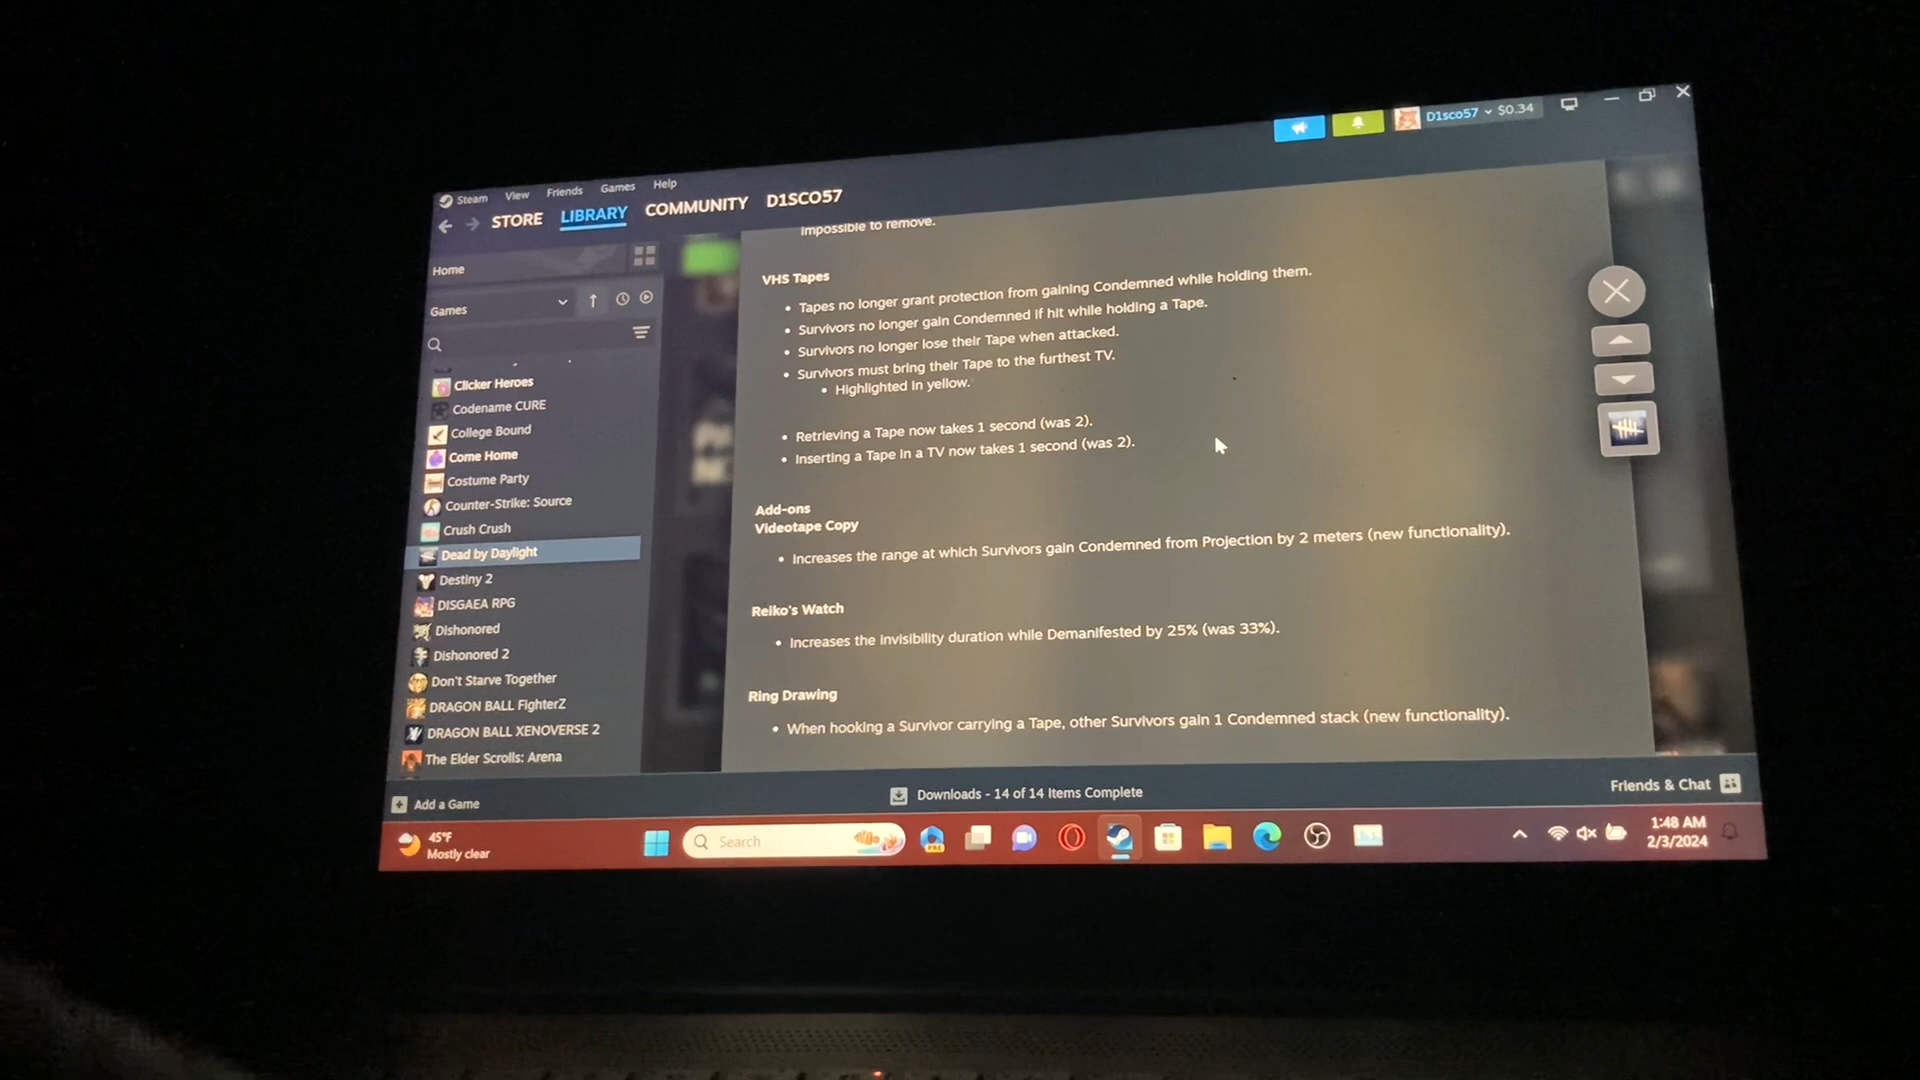 D1sco57 $0.34
Steam View Friends Games Help
STORE LIBRARY COMMUNITY D1SCO57
Home
Games
Clicker Heroes
Codename CURE
College Bound
Come Home
Costume Party
Counter-Strike: Source
Crush Crush
Dead by Daylight
Destiny 2
DISGAEA RPG
Dishonored
Dishonored 2
Don't Starve Together
DRAGON BALL FighterZ
DRAGON BALL XENOVERSE 2
The Elder Scrolls: Arena
Impossible to remove.
VHS Tapes
• Tapes no longer grant protection from gaining Condemned while holding them.
• Survivors no longer gain Condemned if hit while holding a Tape.
• Survivors no longer lose their Tape when attacked.
• Survivors must bring their Tape to the furthest TV.
• Highlighted in yellow.
• Retrieving a Tape now takes 1 second (was 2).
• Inserting a Tape in a TV now takes 1 second (was 2).
Add-ons
Videotape Copy
• Increases the range at which Survivors gain Condemned from Projection by 2 meters (new functionality).
Reiko's Watch
• Increases the Invisibility duration while Demanifested by 25% (was 33%).
Ring Drawing
• When hooking a Survivor carrying a Tape, other Survivors gain 1 Condemned stack (new functionality).
Add a Game
Downloads - 14 of 14 Items Complete
Friends & Chat
45°F
Mostly clear
Search
PRE
1:48 AM
2/3/2024